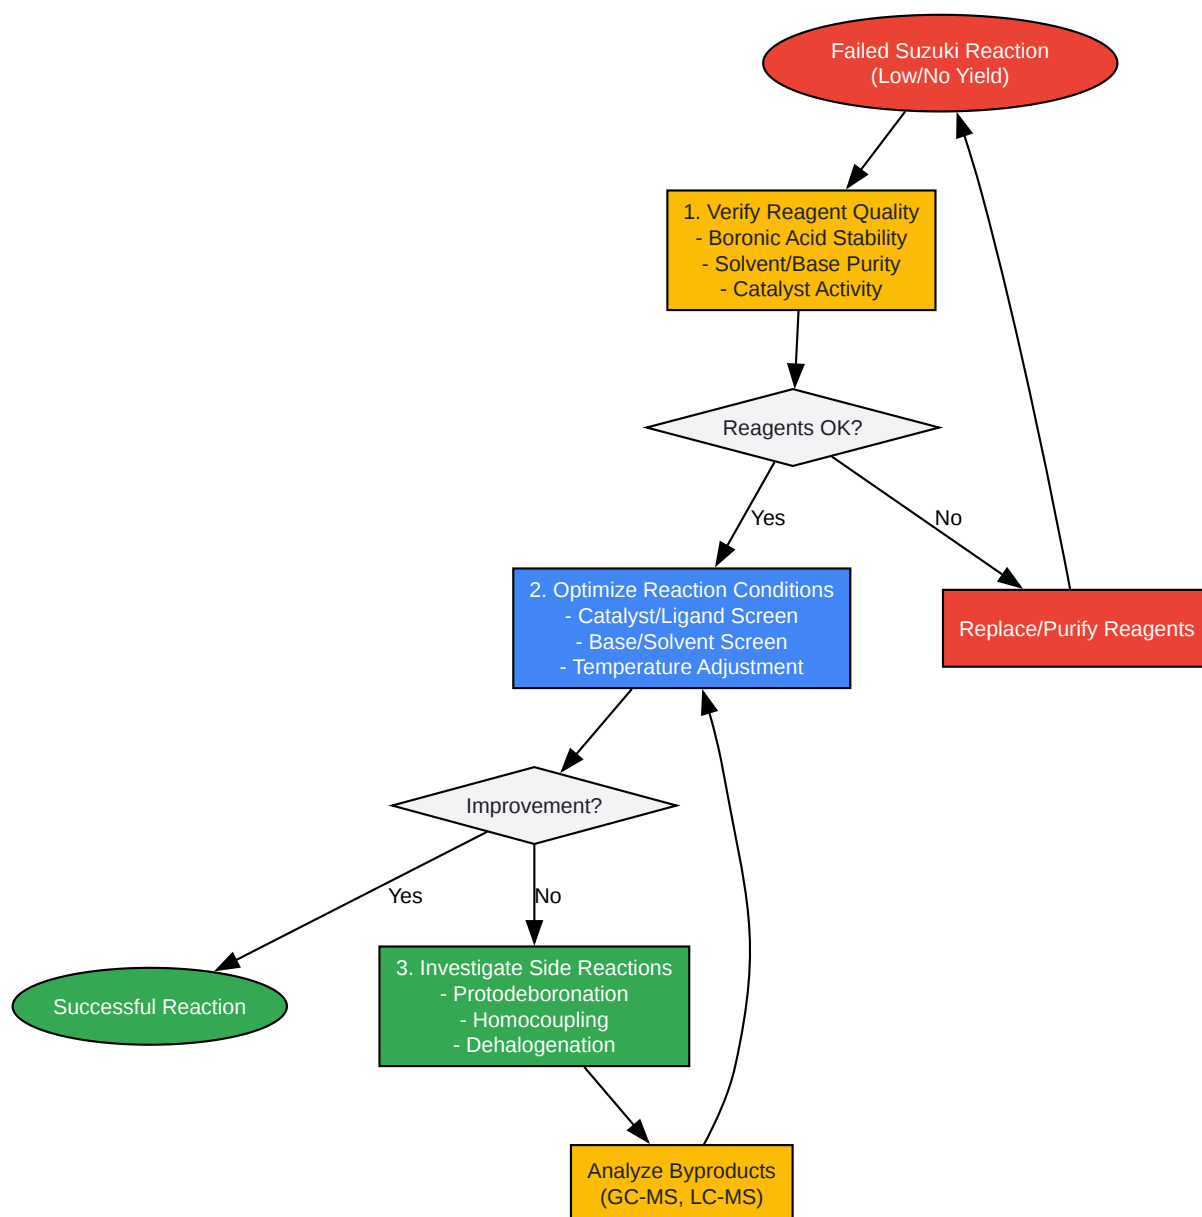 Failed Suzuki Reaction
(Low/No Yield)
1. Verify Reagent Quality
- Boronic Acid Stability
- Solvent/Base Purity
- Catalyst Activity
Reagents OK?
Yes
No
2. Optimize Reaction Conditions
- Catalyst/Ligand Screen
- Base/Solvent Screen
- Temperature Adjustment
Replace/Purify Reagents
Improvement?
Yes
No
3. Investigate Side Reactions
- Protodeboronation
- Homocoupling
- Dehalogenation
Successful Reaction
Analyze Byproducts
(GC-MS, LC-MS)